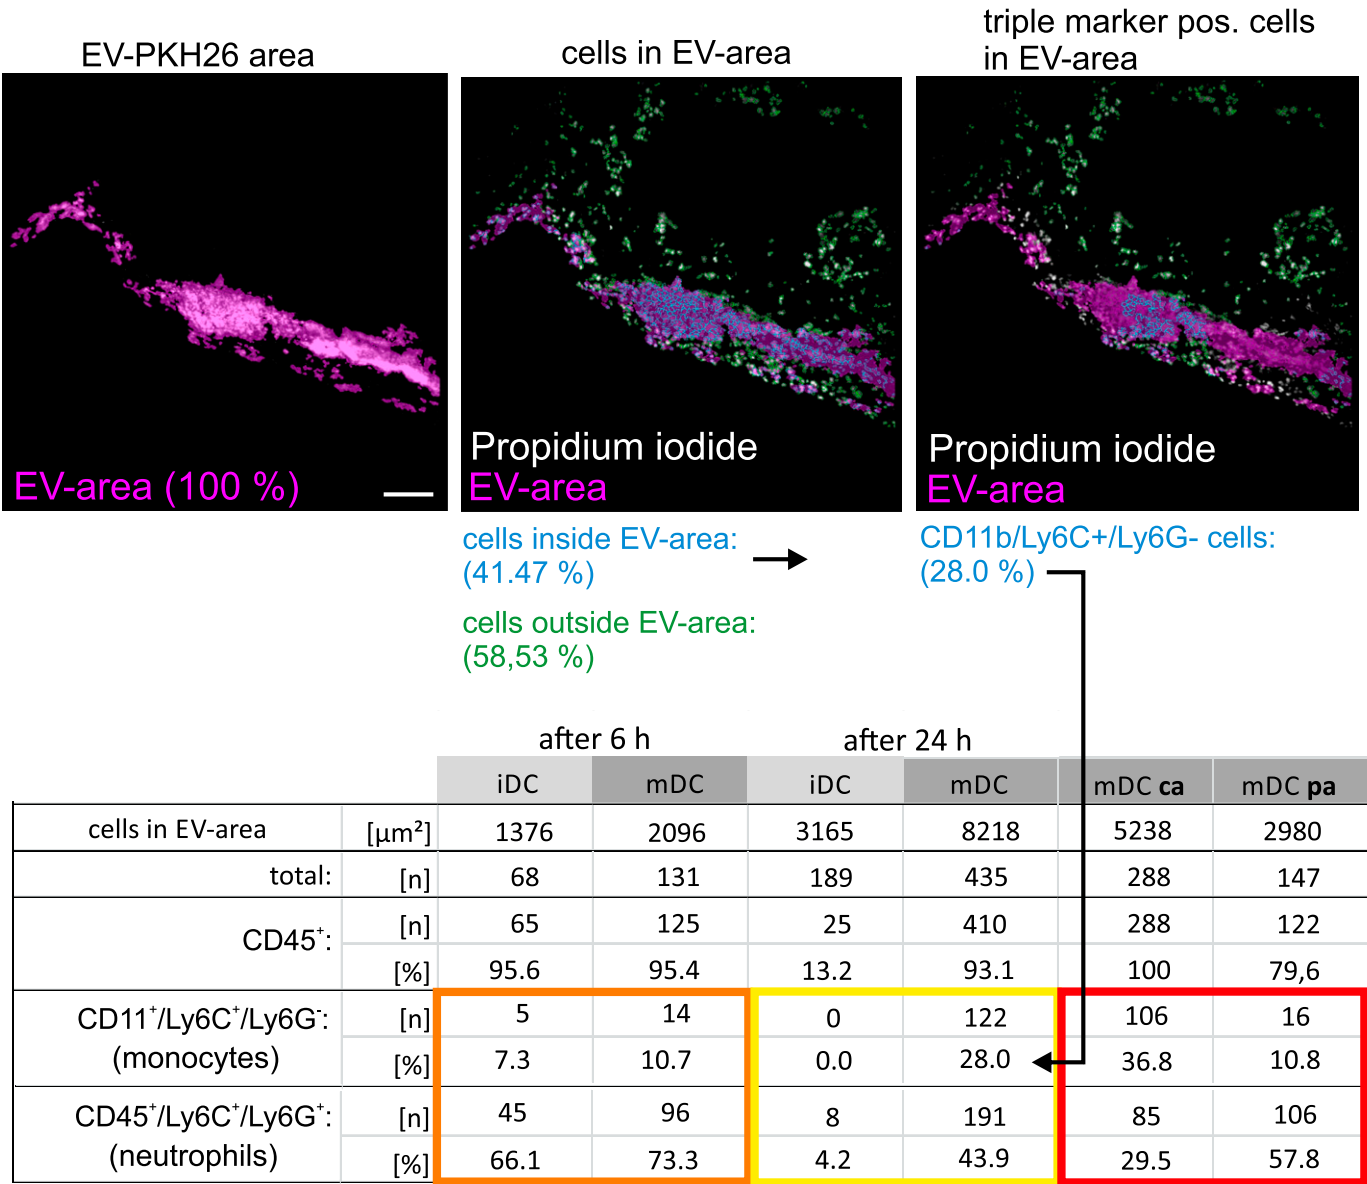 EV-PKH26 area
cells in EV-area
triple marker pos. cells
in EV-area
EV-area (100 %)
Propidium iodide
EV-area
Propidium iodide
EV-area
cells inside EV-area:
(41.47 %)
cells outside EV-area:
(58,53 %)
CD11b/Ly6C+/Ly6G- cells:
(28.0 %)
after 6 h after 24 h
iDC mDC iDC mDC mDC ca mDC pa
cells in EV-area [µm²] 1376 2096 3165 8218 5238 2980
total: [n] 68 131 189 435 288 147
CD45⁺: [n] 65 125 25 410 288 122
[%] 95.6 95.4 13.2 93.1 100 79,6
CD11⁺/Ly6C⁺/Ly6G⁻: [n] 5 14 0 122 106 16
(monocytes) [%] 7.3 10.7 0.0 28.0 36.8 10.8
CD45⁺/Ly6C⁺/Ly6G⁺: [n] 45 96 8 191 85 106
(neutrophils) [%] 66.1 73.3 4.2 43.9 29.5 57.8